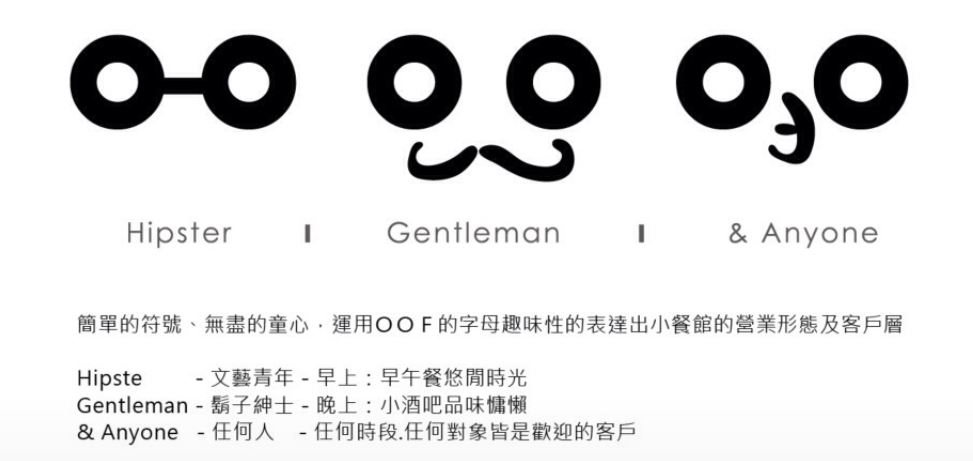 Hipster I Gentleman I & Anyone
簡單的符號、無盡的童心，運用OOF的字母趣味性的表達出小餐館的營業形態及客戶層
Hipste - 文藝青年 - 早上：早午餐悠閒時光
Gentleman - 鬍子紳士 - 晚上：小酒吧品味慵懶
& Anyone - 任何人 - 任何時段.任何對象皆是歡迎的客戶